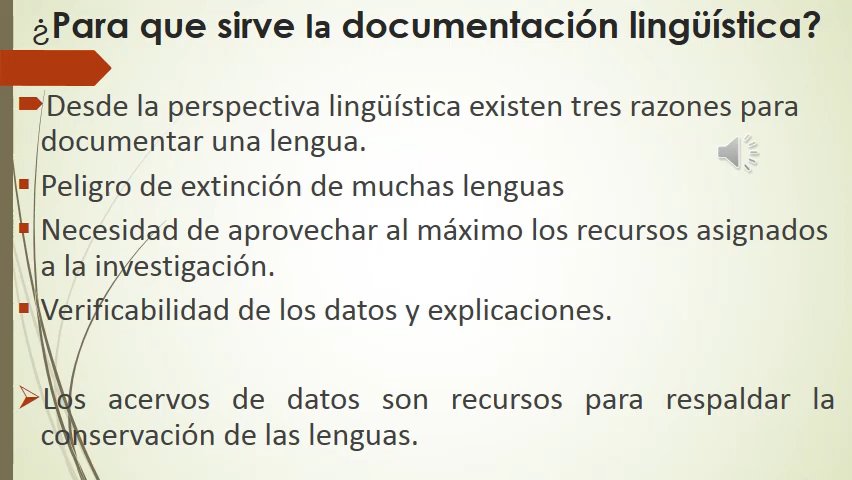 ¿Para que sirve la documentación lingüística?
Desde la perspectiva lingüística existen tres razones para
documentar una lengua.
Peligro de extinción de muchas lenguas
Necesidad de aprovechar al máximo los recursos asignados
a la investigación.
Verificabilidad de los datos y explicaciones.
Los acervos de datos son recursos para respaldar la
conservación de las lenguas.